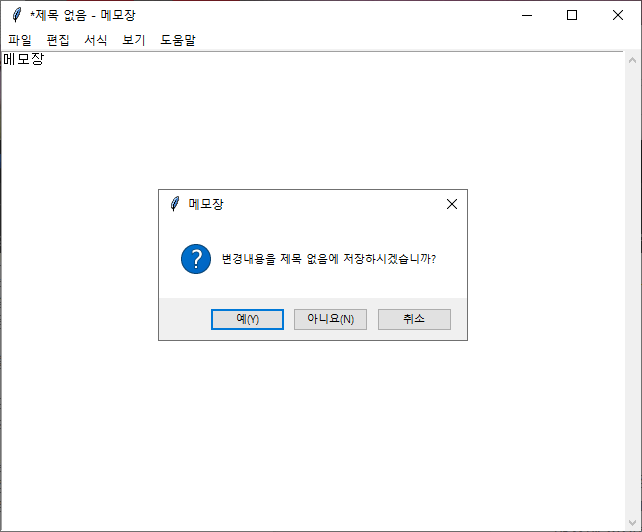 *제목 없음 - 메모장
파일 편집 서식 보기 도움말
메모장
메모장
?
변경내용을 제목 없음에 저장하시겠습니까?
예(Y) 아니요(N) 취소